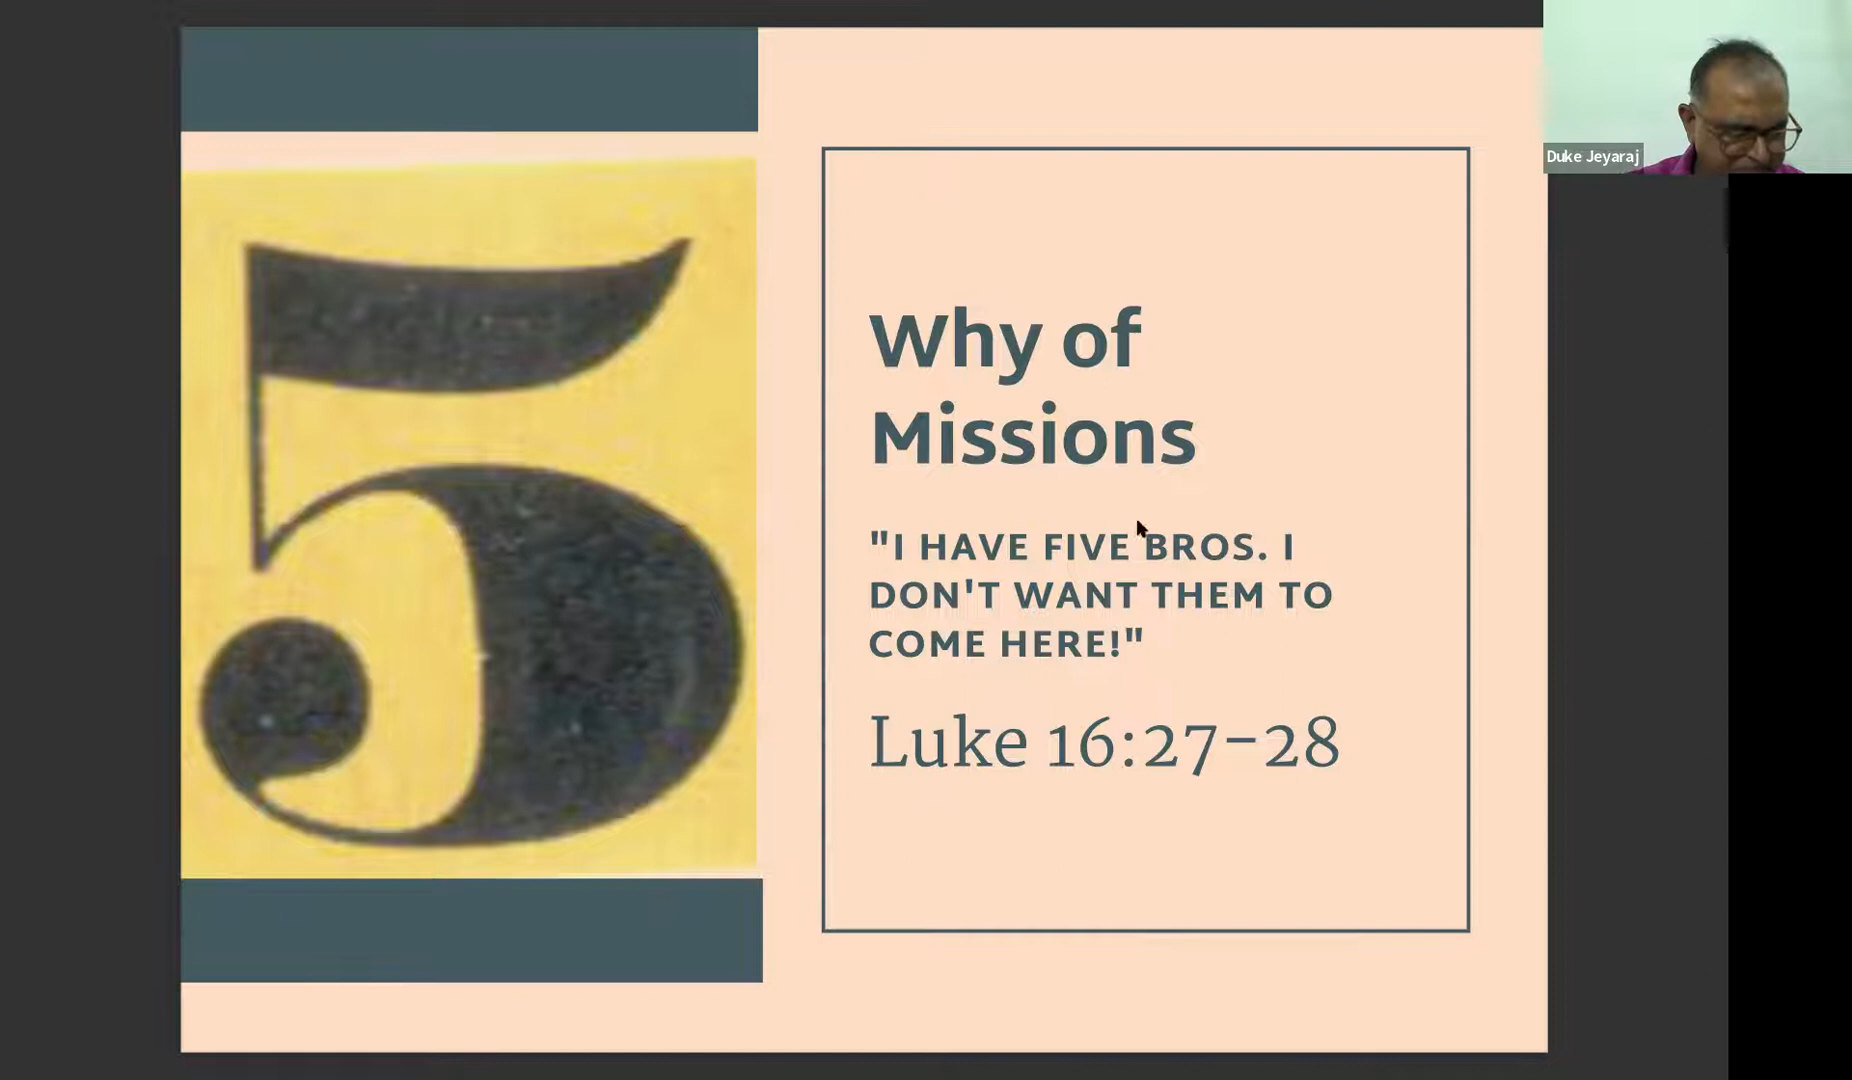 5
Why of
Missions
"I HAVE FIVE BROS. I
DON'T WANT THEM TO
COME HERE!"
Luke 16:27-28
Duke Jeyaraj